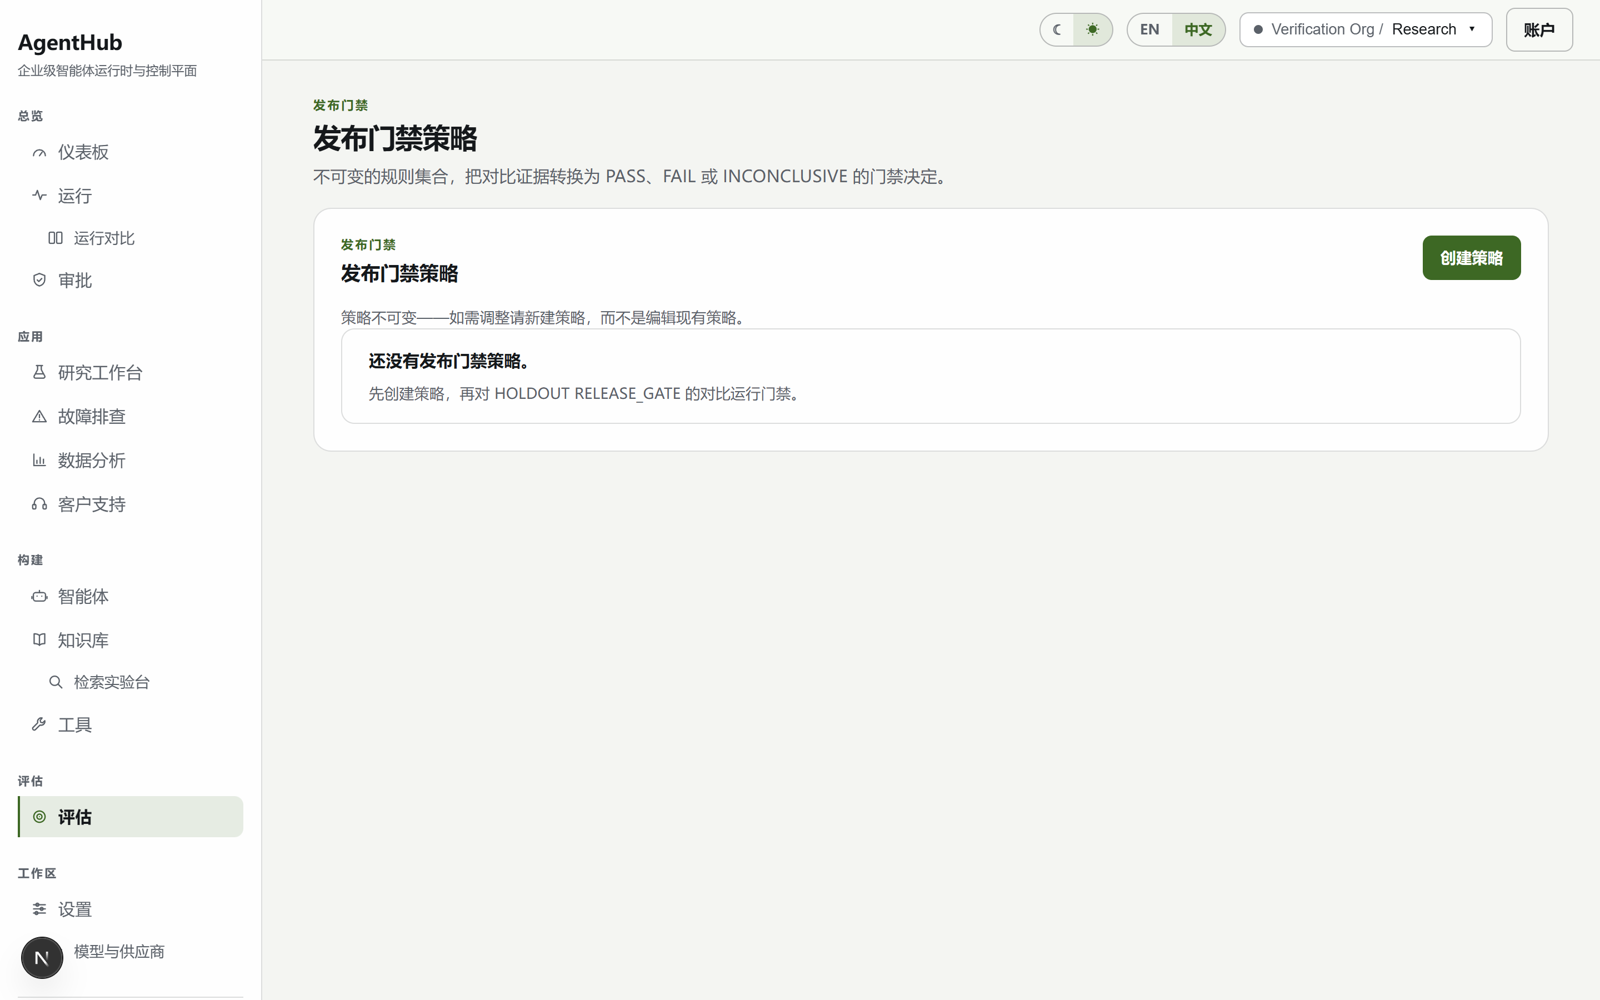 AgentHub
企业级智能体运行时与控制平面
总览
仪表板
运行
运行对比
审批
应用
研究工作台
故障排查
数据分析
客户支持
构建
智能体
知识库
检索实验台
工具
评估
评估
工作区
设置
模型与供应商
N
EN 中文
Verification Org / Research
账户
发布门禁
发布门禁策略
不可变的规则集合，把对比证据转换为 PASS、FAIL 或 INCONCLUSIVE 的门禁决定。
发布门禁
发布门禁策略
创建策略
策略不可变——如需调整请新建策略，而不是编辑现有策略。
还没有发布门禁策略。
先创建策略，再对 HOLDOUT RELEASE_GATE 的对比运行门禁。